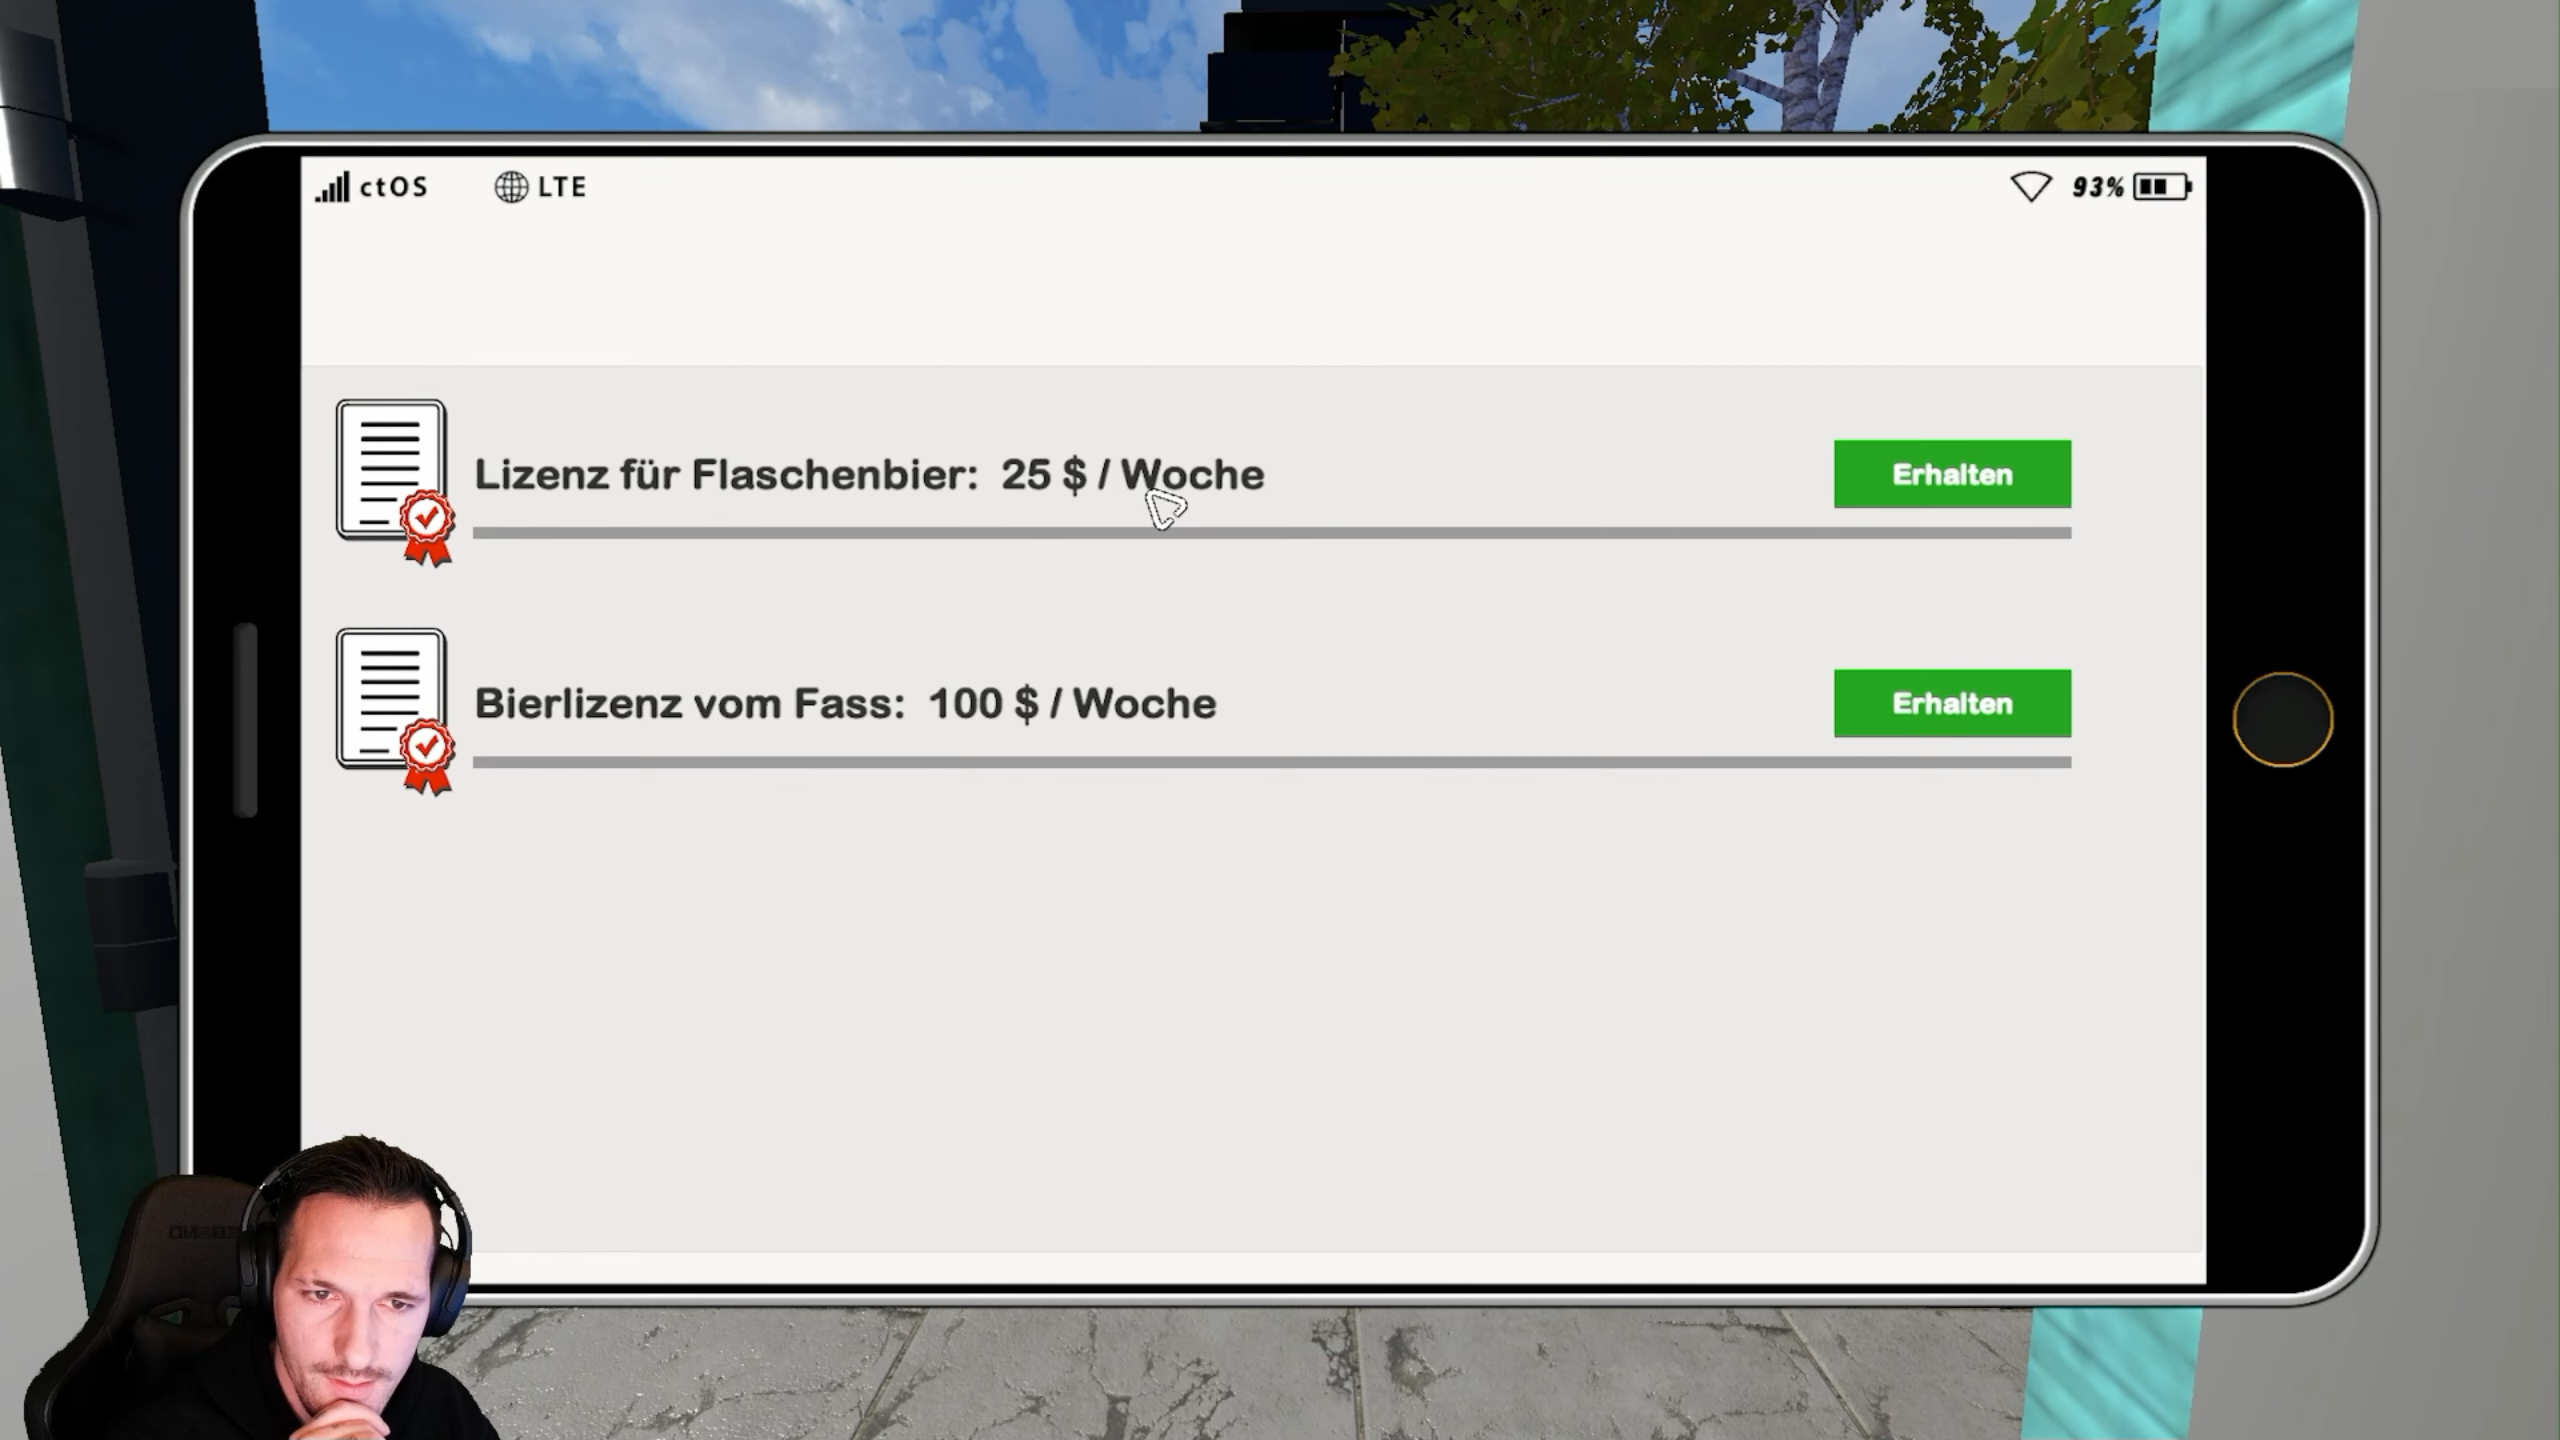 ctOS LTE 93%
Lizenz für Flaschenbier: 25 $ / Woche Erhalten
Bierlizenz vom Fass: 100 $ / Woche Erhalten